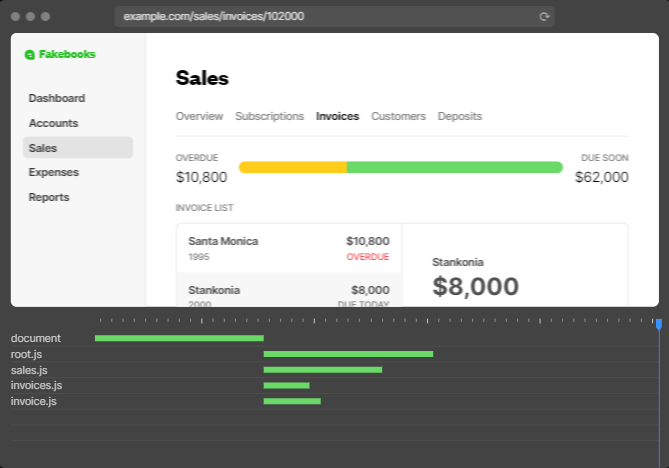 example.com/sales/invoices/102000
Fakebooks
Dashboard
Accounts
Sales
Expenses
Reports
Sales
Overview Subscriptions Invoices Customers Deposits
OVERDUE
$10,800
DUE SOON
$62,000
INVOICE LIST
Santa Monica $10,800
1995 OVERDUE
Stankonia $8,000
2000 DUE TODAY
Stankonia
$8,000
document
root.js
sales.js
invoices.js
invoice.js